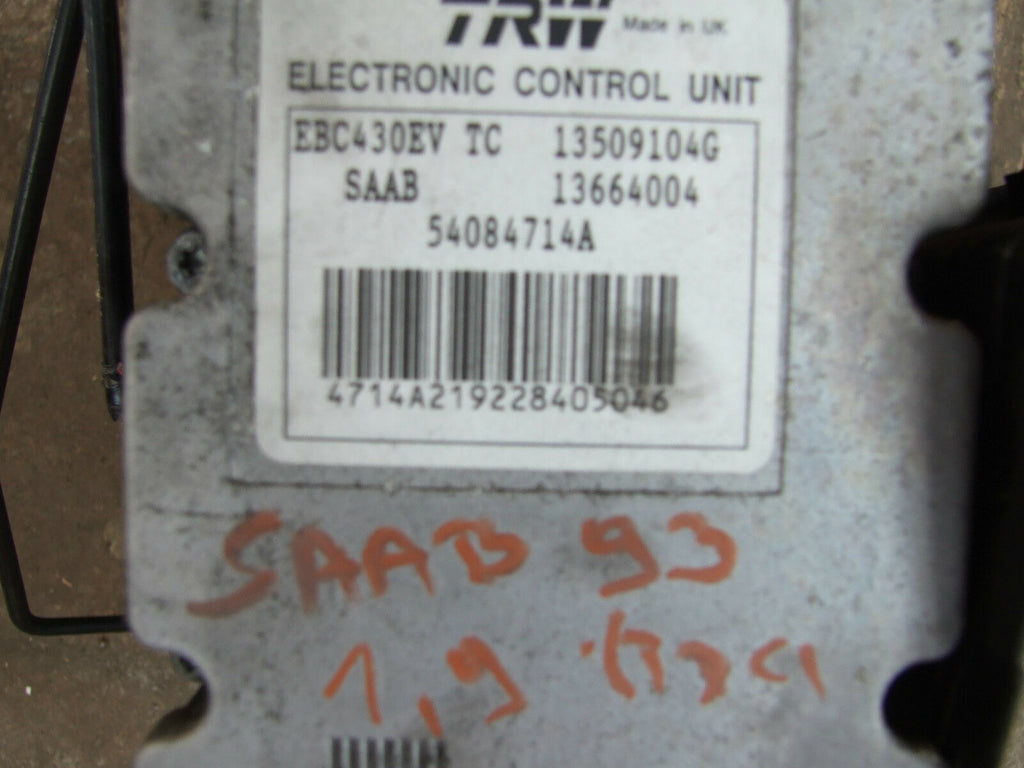 TRW Made in UK
ELECTRONIC CONTROL UNIT
EBC430EV TC 13509104G
SAAB 13664004
54084714A
4714A219228405046
SAAB 93
1,9